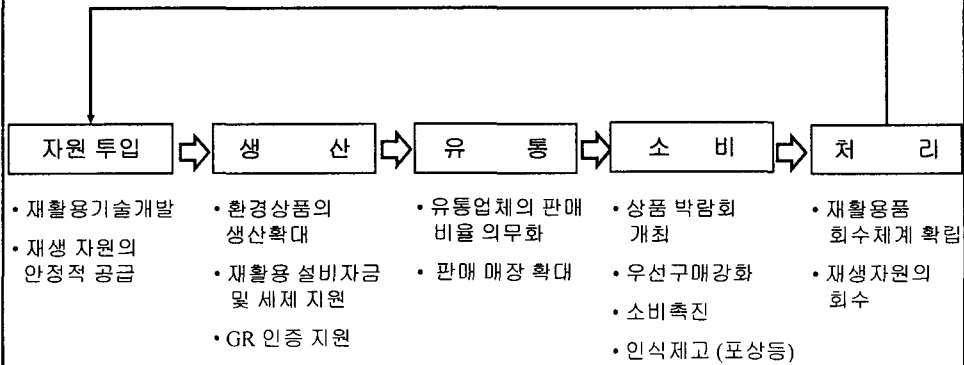 자원 투입
생 산
유 통
소 비
처 리
• 재활용기술개발
• 재생 자원의
안정적 공급
• 환경상품의
생산확대
• 재활용 설비자금
및 세제 지원
• GR 인증 지원
• 유통업체의 판매
비율 의무화
• 판매 매장 확대
• 상품 박람회
개최
• 우선구매강화
• 소비촉진
• 인식제고 (포상등)
• 재활용품
회수체계 확립
• 재생자원의
회수